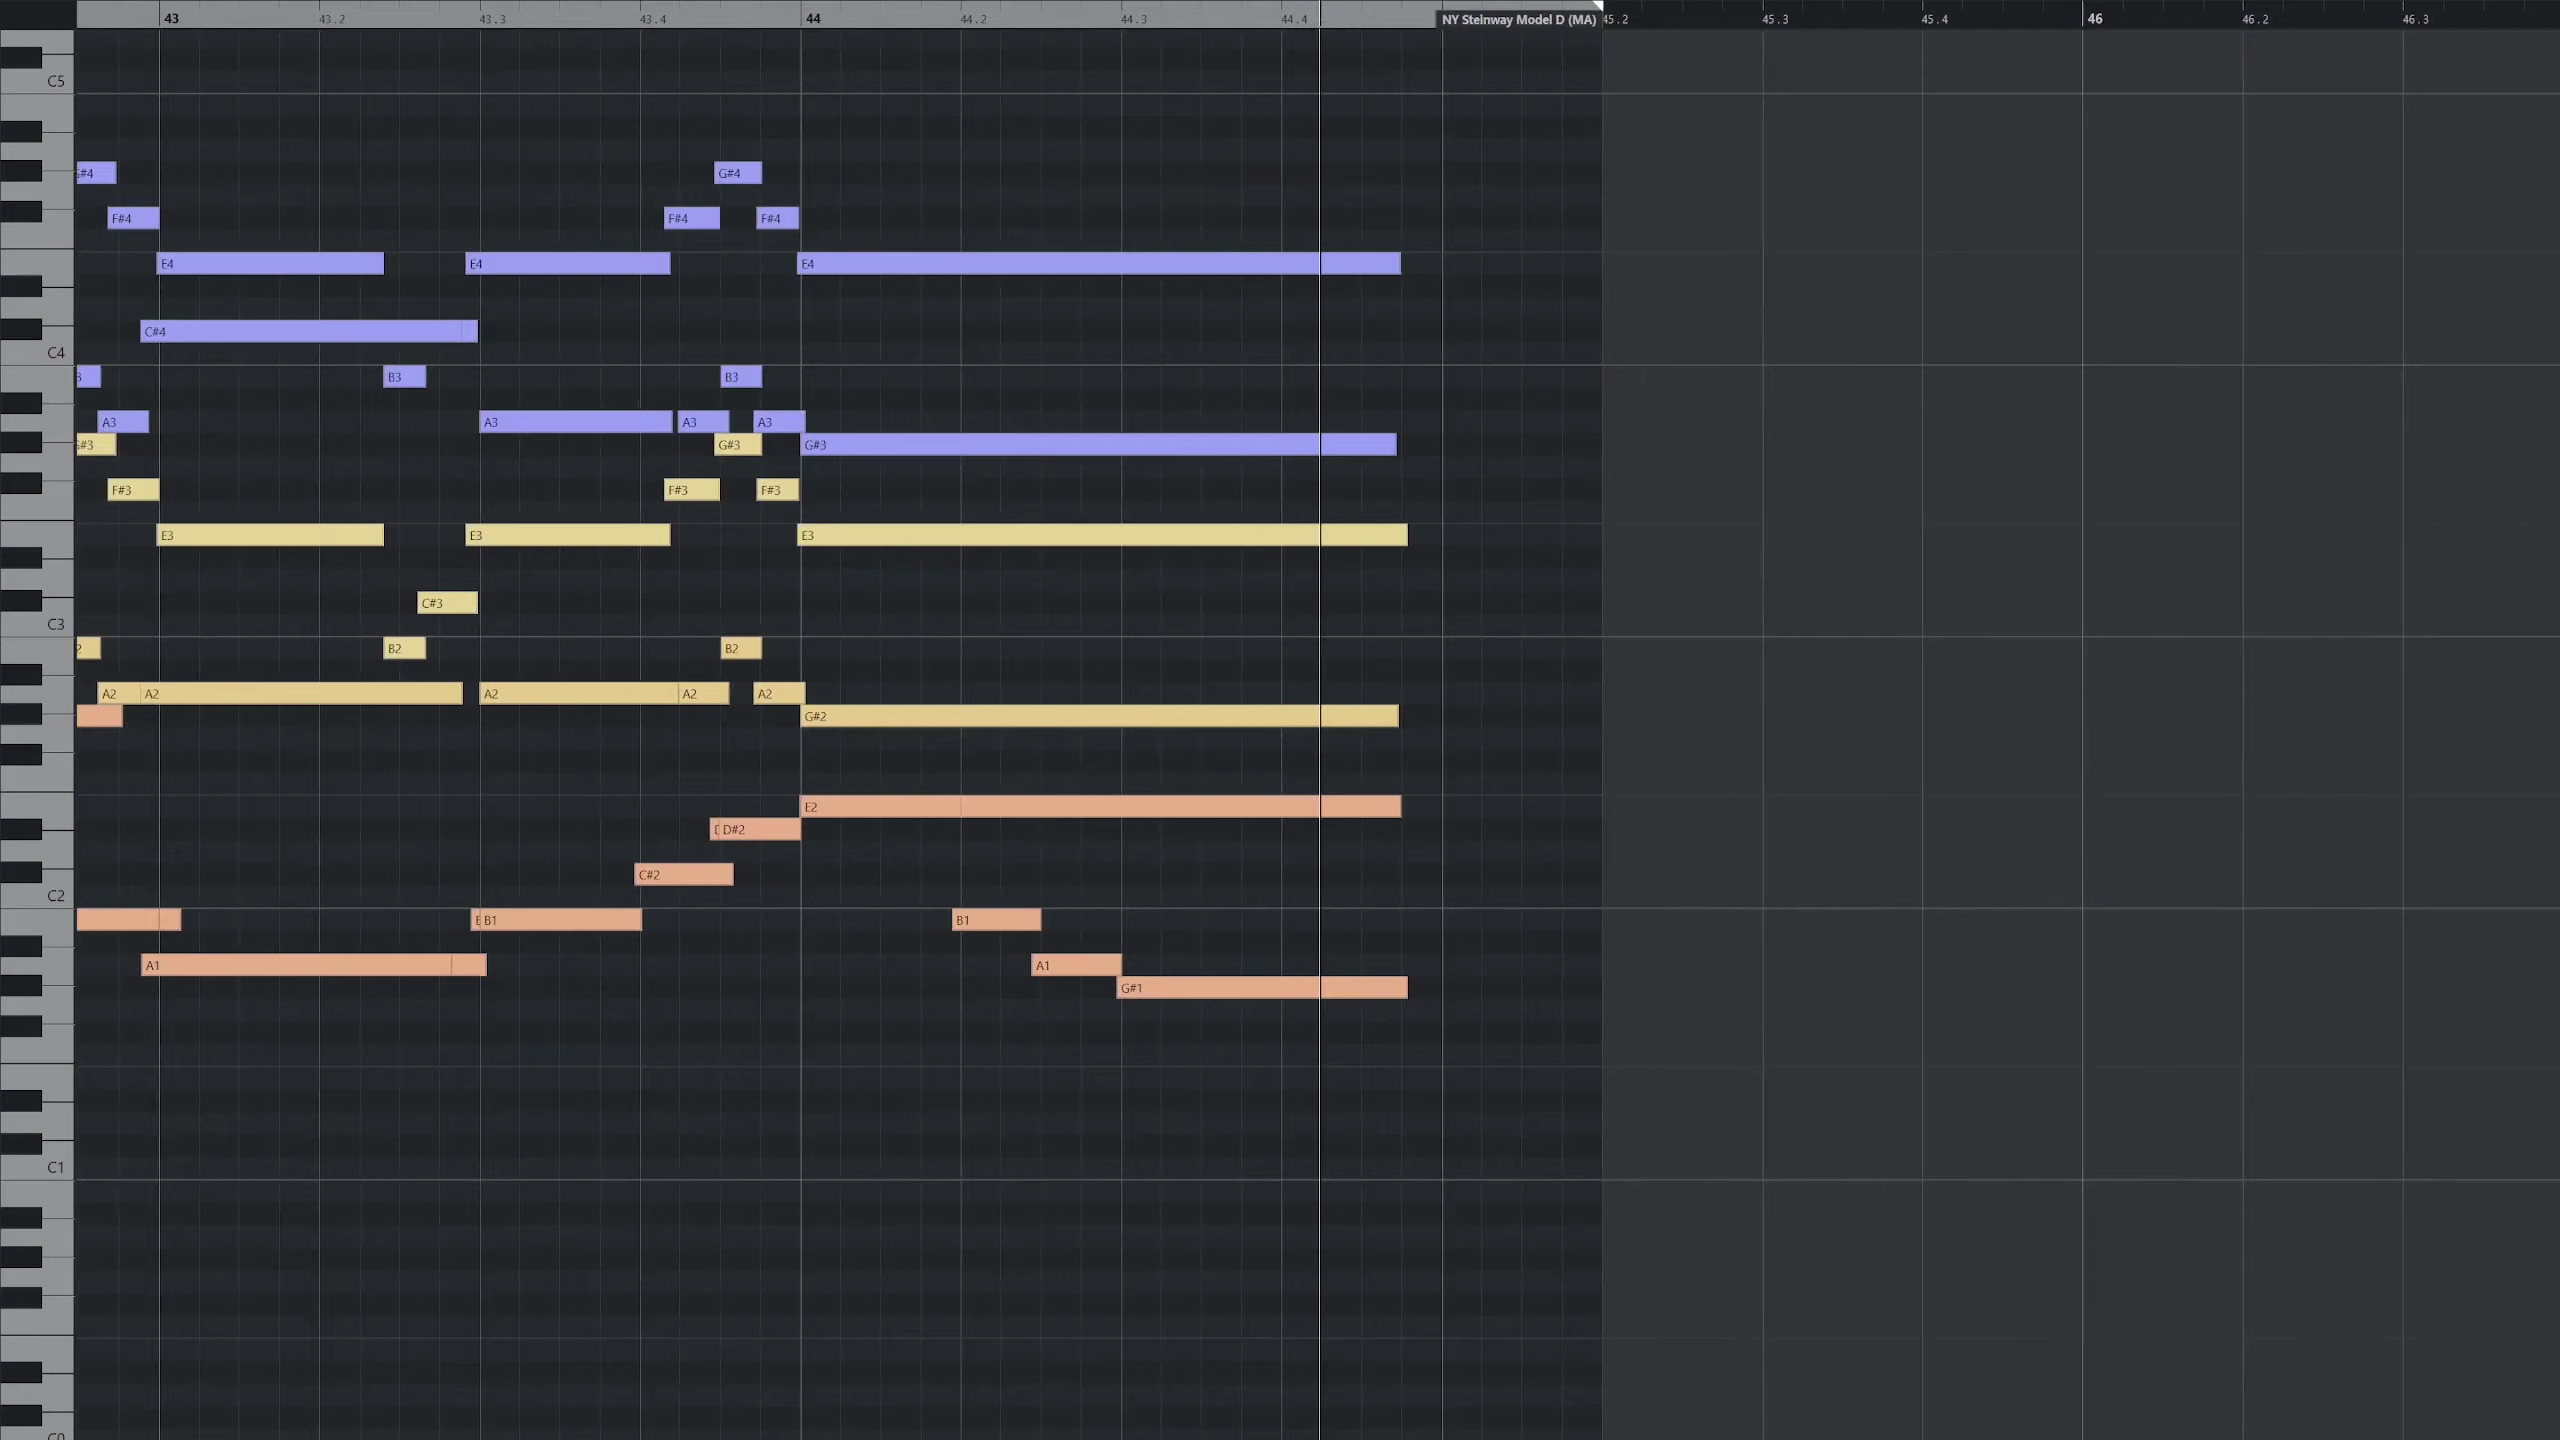 43 43.2 43.3 43.4 44 44.2 44.3 44.4 NY Steinway Model D (MA) 45.2 45.3 45.4 46 46.2 46.3
C5
G#4 G#4
F#4 F#4 F#4
E4 E4 E4
C#4
C4
B3 B3
A3 A3 A3 A3
G#3 G#3
F#3 F#3 F#3
E3 E3 E3
C#3
C3
B2 B2
A2 A2 A2 A2 A2
G#2
E2
D#2
C#2
C2
B1 B1
A1 A1
G#1
C1
C0